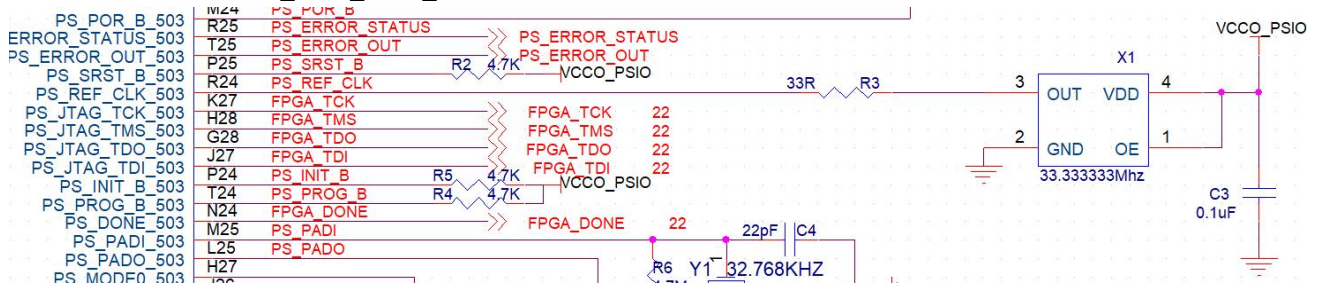 M24 PS_POR_B
PS_POR_B_503 R25 PS_ERROR_STATUS PS_ERROR_STATUS VCCO_PSIO
ERROR_STATUS_503 T25 PS_ERROR_OUT PS_ERROR_OUT
PS_ERROR_OUT_503 P25 PS_SRST_B R2 4.7K VCCO_PSIO X1
PS_SRST_B_503 R24 PS_REF_CLK 33R R3 3 OUT VDD 4
PS_REF_CLK_503 K27 FPGA_TCK FPGA_TCK 22
PS_JTAG_TCK_503 H28 FPGA_TMS FPGA_TMS 22
PS_JTAG_TMS_503 G28 FPGA_TDO FPGA_TDO 22 2 GND OE 1
PS_JTAG_TDO_503 J27 FPGA_TDI FPGA_TDI 22
PS_JTAG_TDI_503 P24 PS_INIT_B R5 4.7K VCCO_PSIO 33.333333Mhz
PS_INIT_B_503 T24 PS_PROG_B R4 4.7K C3
PS_PROG_B_503 N24 FPGA_DONE FPGA_DONE 22 0.1uF
PS_DONE_503 M25 PS_PADI 22pF C4
PS_PADI_503 L25 PS_PADO
PS_PADO_503 H27 R6 Y1 1 32.768KHZ
PS_MODE0_503